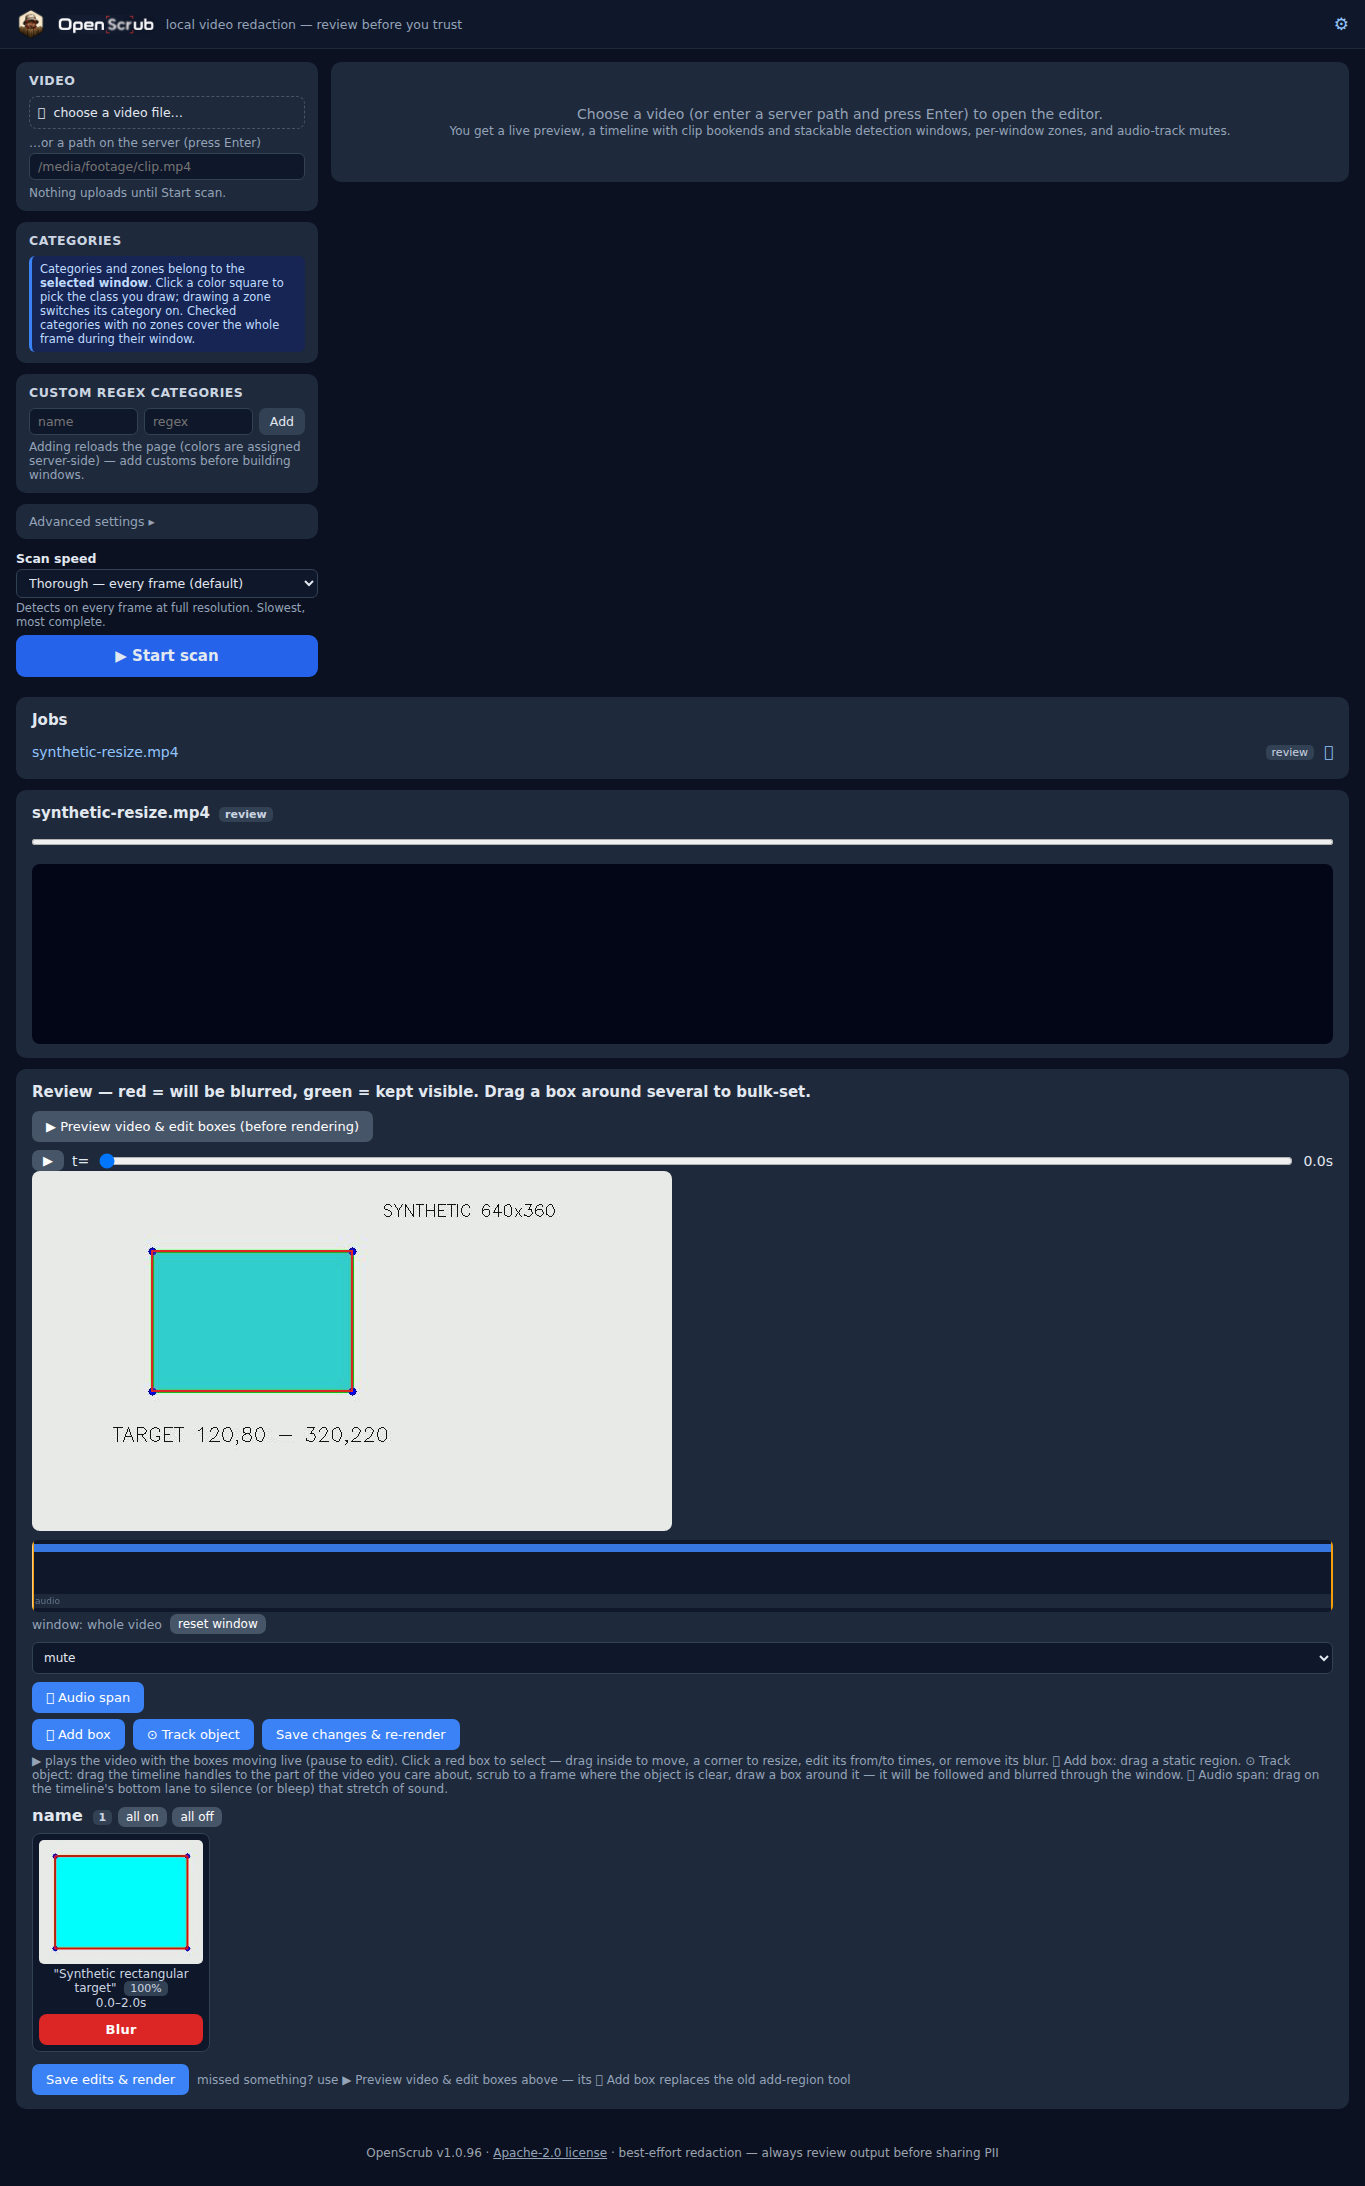 OpenScrub local video redaction — review before you trust
VIDEO
choose a video file...
...or a path on the server (press Enter)
/media/footage/clip.mp4
Nothing uploads until Start scan.
Choose a video (or enter a server path and press Enter) to open the editor.
You get a live preview, a timeline with clip bookends and stackable detection windows, per-window zones, and audio-track mutes.
CATEGORIES
Categories and zones belong to the
selected window. Click a color square to
pick the class you draw; drawing a zone
switches its category on. Checked
categories with no zones cover the whole
frame during their window.
CUSTOM REGEX CATEGORIES
name regex Add
Adding reloads the page (colors are assigned
server-side) — add customs before building
windows.
Advanced settings ▸
Scan speed
Thorough — every frame (default)
Detects on every frame at full resolution. Slowest,
most complete.
▶ Start scan
Jobs
synthetic-resize.mp4 review
synthetic-resize.mp4 review
Review — red = will be blurred, green = kept visible. Drag a box around several to bulk-set.
▶ Preview video & edit boxes (before rendering)
▶ t= 0.0s
SYNTHETIC 640x360
TARGET 120,80 — 320,220
audio
window: whole video reset window
mute
Audio span
Add box ⊙ Track object Save changes & re-render
▶ plays the video with the boxes moving live (pause to edit). Click a red box to select — drag inside to move, a corner to resize, edit its from/to times, or remove its blur. Add box: drag a static region. ⊙ Track
object: drag the timeline handles to the part of the video you care about, scrub to a frame where the object is clear, draw a box around it — it will be followed and blurred through the window. Audio span: drag on
the timeline's bottom lane to silence (or bleep) that stretch of sound.
name 1 all on all off
"Synthetic rectangular
target" 100%
0.0–2.0s
Blur
Save edits & render missed something? use ▶ Preview video & edit boxes above — its Add box replaces the old add-region tool
OpenScrub v1.0.96 · Apache-2.0 license · best-effort redaction — always review output before sharing PII